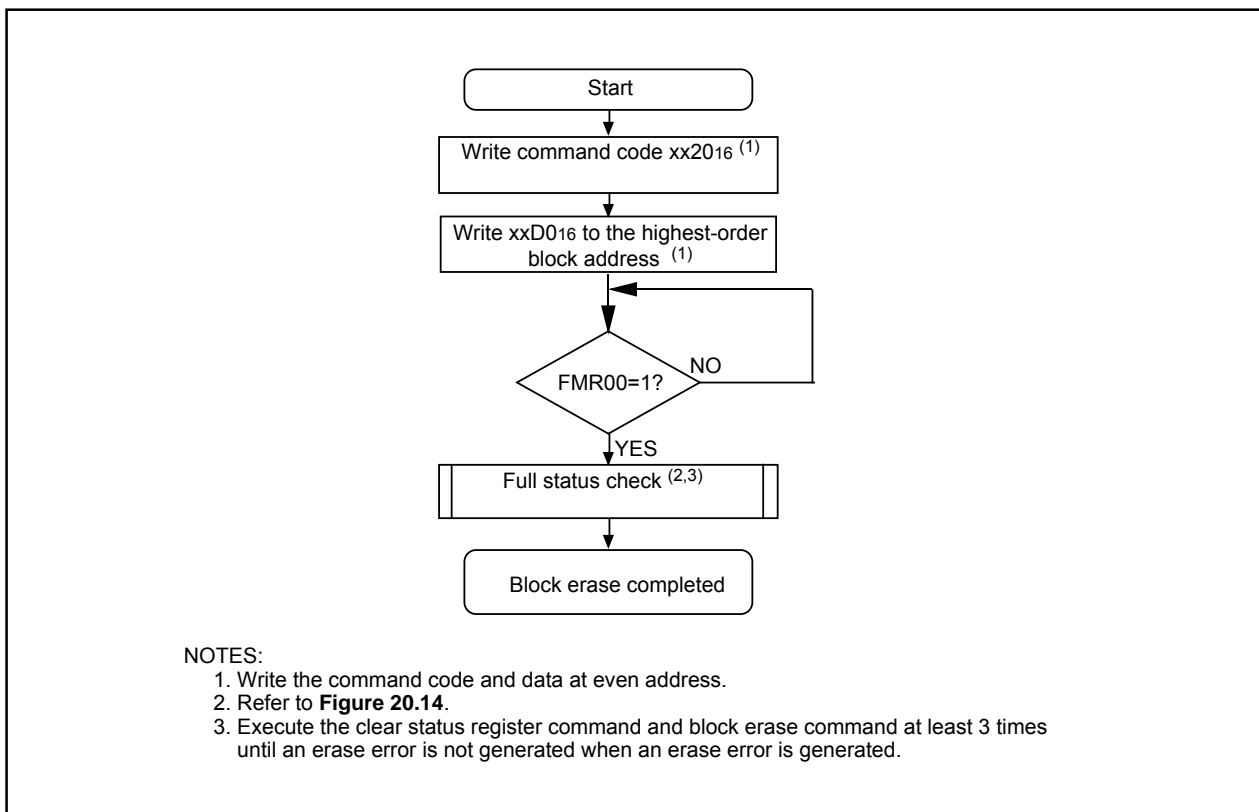 Start
Write command code xx2016 (1)
Write xxD016 to the highest-order
block address (1)
FMR00=1?
NO
YES
Full status check (2,3)
Block erase completed
NOTES:
1. Write the command code and data at even address.
2. Refer to Figure 20.14.
3. Execute the clear status register command and block erase command at least 3 times
until an erase error is not generated when an erase error is generated.